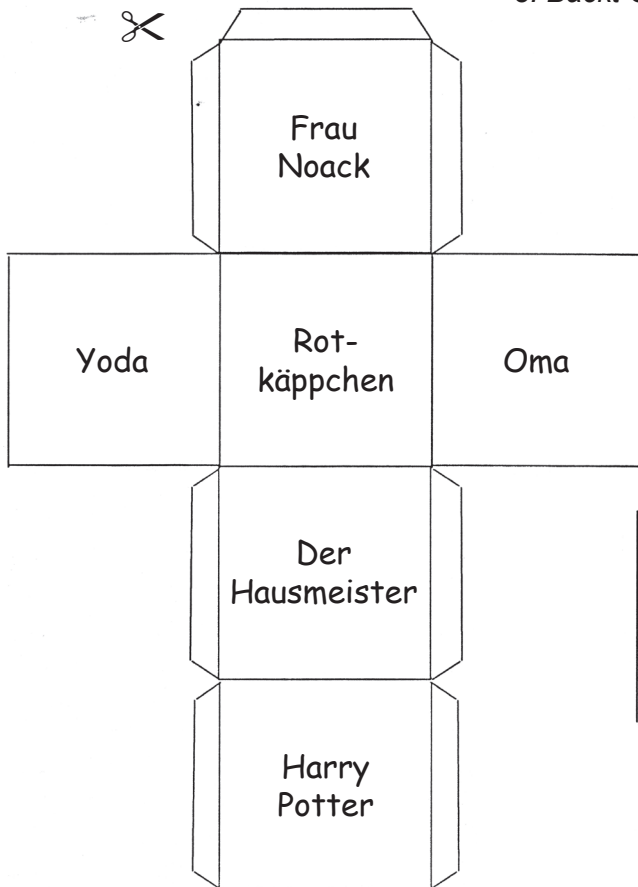 Frau
Noack
Yoda
Rot-
käppchen
Oma
Der
Hausmeister
Harry
Potter